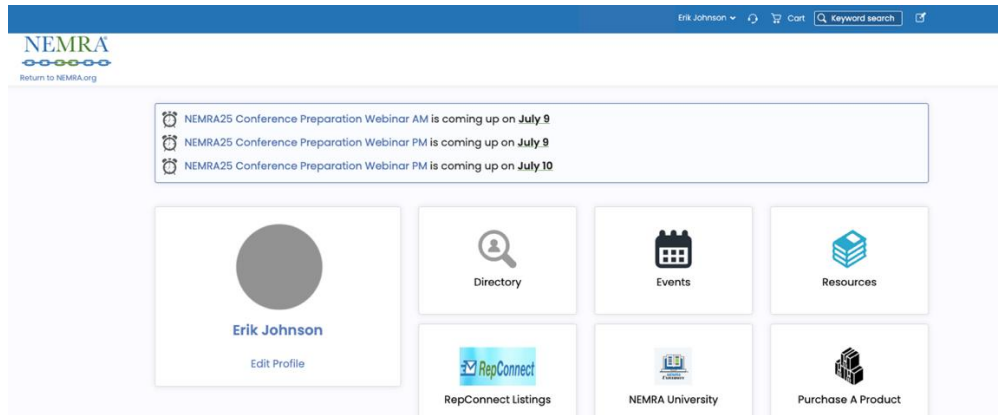 Erik Johnson Cart Keyword search
NEMRA
Return to NEMRA.org
NEMRA25 Conference Preparation Webinar AM is coming up on July 9
NEMRA25 Conference Preparation Webinar PM is coming up on July 9
NEMRA25 Conference Preparation Webinar PM is coming up on July 10
Directory
Events
Resources
Erik Johnson
Edit Profile
RepConnect
RepConnect Listings
NEMRA University
Purchase A Product